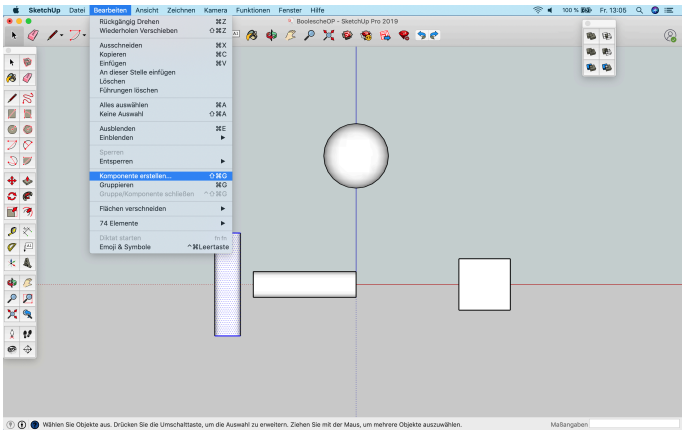 SketchUp Datei Bearbeiten Ansicht Zeichnen Kamera Funktionen Fenster Hilfe 100 % Fr. 13:05
BoolescheOP - SketchUp Pro 2019
Rückgängig Drehen ⌘Z
Wiederholen Verschieben ⇧⌘Z
Ausschneiden ⌘X
Kopieren ⌘C
Einfügen ⌘V
An dieser Stelle einfügen
Löschen
Führungen löschen
Alles auswählen ⌘A
Keine Auswahl ⇧⌘A
Ausblenden ⌘E
Einblenden
Sperren
Entsperren
Komponente erstellen... ⇧⌘G
Gruppieren ⌘G
Gruppe/Komponente schließen ^⇧⌘G
Flächen verschneiden
74 Elemente
Diktat starten fn fn
Emoji & Symbole ^⌘Leertaste
Wählen Sie Objekte aus. Drücken Sie die Umschalttaste, um die Auswahl zu erweitern. Ziehen Sie mit der Maus, um mehrere Objekte auszuwählen. Maßangaben